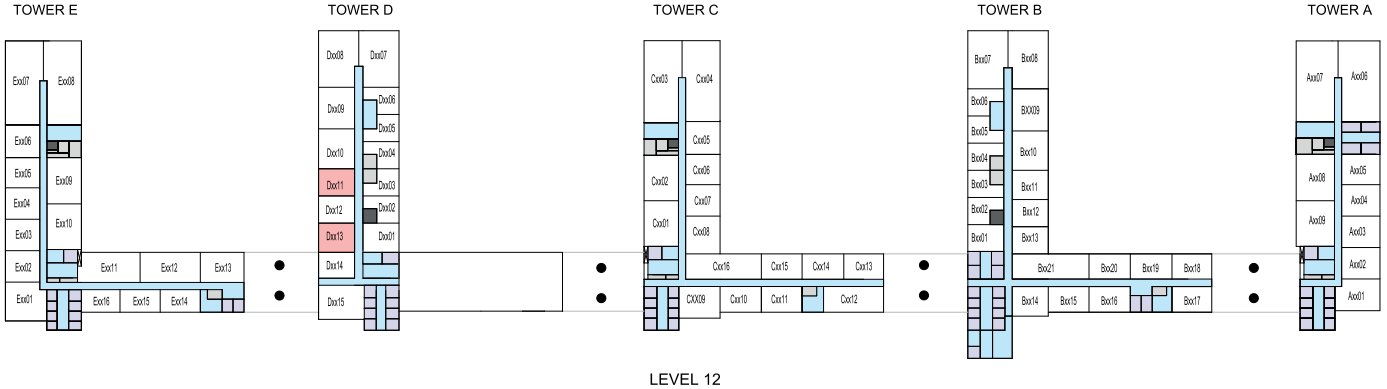 TOWER E
TOWER D
TOWER C
TOWER B
TOWER A
Exx07
Exx08
Exx06
Exx05
Exx09
Exx04
Exx03
Exx10
Exx02
Exx11
Exx12
Exx13
Exx01
Exx16
Exx15
Exx14
Dxx08
Dxx07
Dxx09
Dxx06
Dxx05
Dxx10
Dxx04
Dxx11
Dxx03
Dxx12
Dxx02
Dxx13
Dxx01
Dxx14
Dxx15
Cxx03
Cxx04
Cxx05
Cxx02
Cxx06
Cxx07
Cxx01
Cxx08
Cxx16
Cxx15
Cxx14
Cxx13
CXX09
Cxx10
Cxx11
Cxx12
Bxx07
Bxx08
Bxx06
BXX09
Bxx05
Bxx04
Bxx10
Bxx03
Bxx11
Bxx02
Bxx12
Bxx01
Bxx13
Bxx21
Bxx20
Bxx19
Bxx18
Bxx14
Bxx15
Bxx16
Bxx17
Axx07
Axx06
Axx08
Axx05
Axx04
Axx09
Axx03
Axx02
Axx01
LEVEL 12